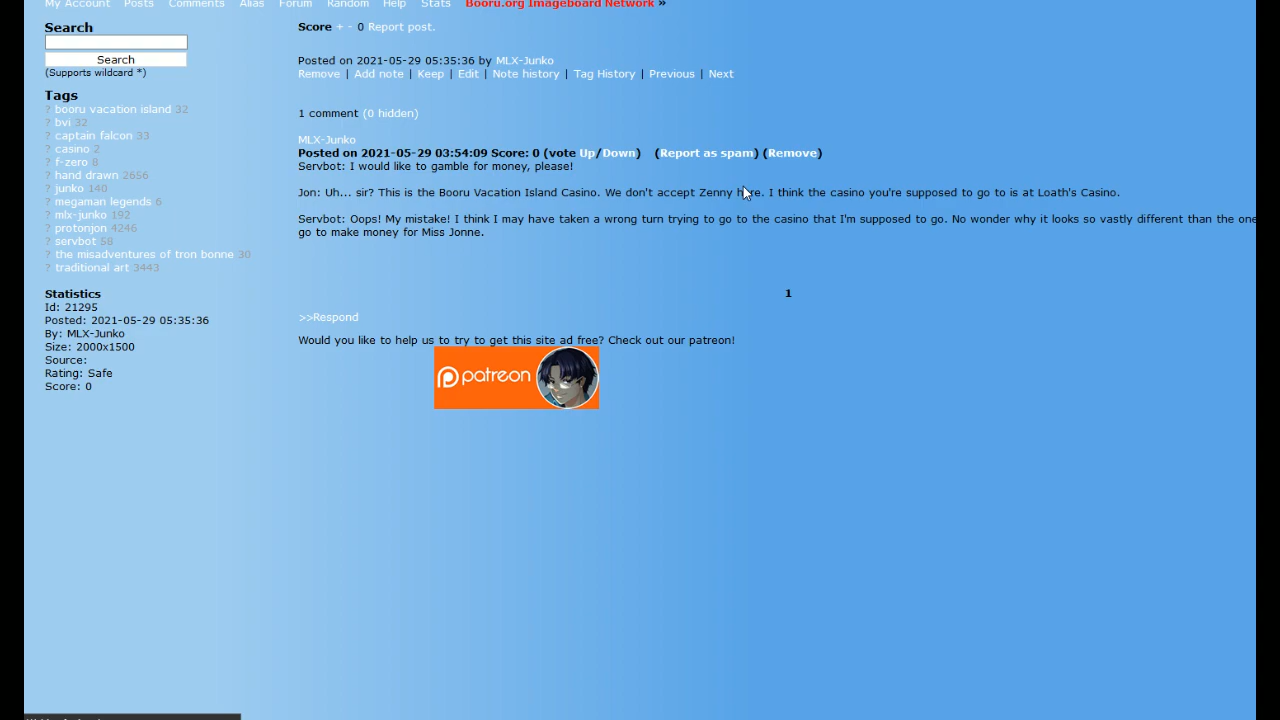 My Account Posts Comments Alias Forum Random Help Stats Booru.org Imageboard Network »
Search
Search
(Supports wildcard *)
Tags
? booru vacation island 32
? bvi 32
? captain falcon 33
? casino 2
? f-zero 8
? hand drawn 2656
? junko 140
? megaman legends 6
? mlx-junko 192
? protonjon 4246
? servbot 58
? the misadventures of tron bonne 30
? traditional art 3443
Statistics
Id: 21295
Posted: 2021-05-29 05:35:36
By: MLX-Junko
Size: 2000x1500
Source:
Rating: Safe
Score: 0
Score + - 0 Report post.
Posted on 2021-05-29 05:35:36 by MLX-Junko
Remove | Add note | Keep | Edit | Note history | Tag History | Previous | Next
1 comment (0 hidden)
MLX-Junko
Posted on 2021-05-29 03:54:09 Score: 0 (vote Up/Down) (Report as spam) (Remove)
Servbot: I would like to gamble for money, please!
Jon: Uh... sir? This is the Booru Vacation Island Casino. We don't accept Zenny here. I think the casino you're supposed to go to is at Loath's Casino.
Servbot: Oops! My mistake! I think I may have taken a wrong turn trying to go to the casino that I'm supposed to go. No wonder why it looks so vastly different than the one
go to make money for Miss Jonne.
1
>>Respond
Would you like to help us to try to get this site ad free? Check out our patreon!
patreon